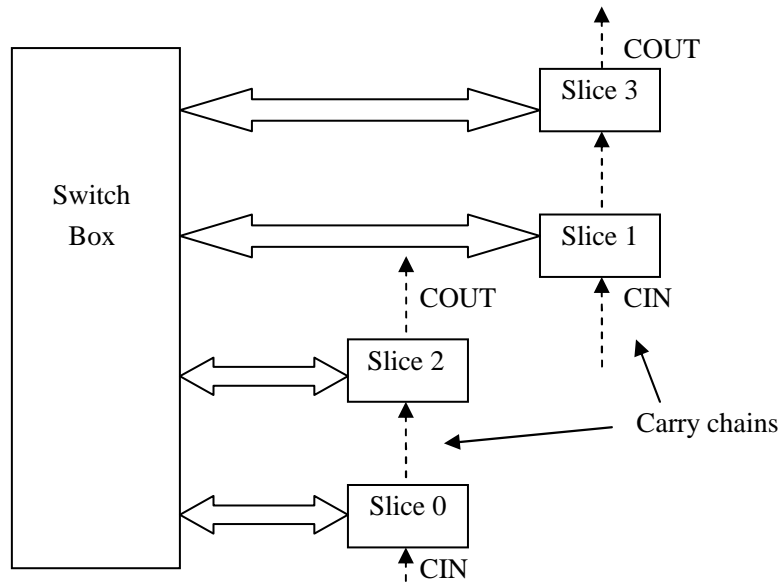 COUT
Slice 3
Switch
Box
Slice 1
COUT
CIN
Slice 2
Carry chains
Slice 0
CIN